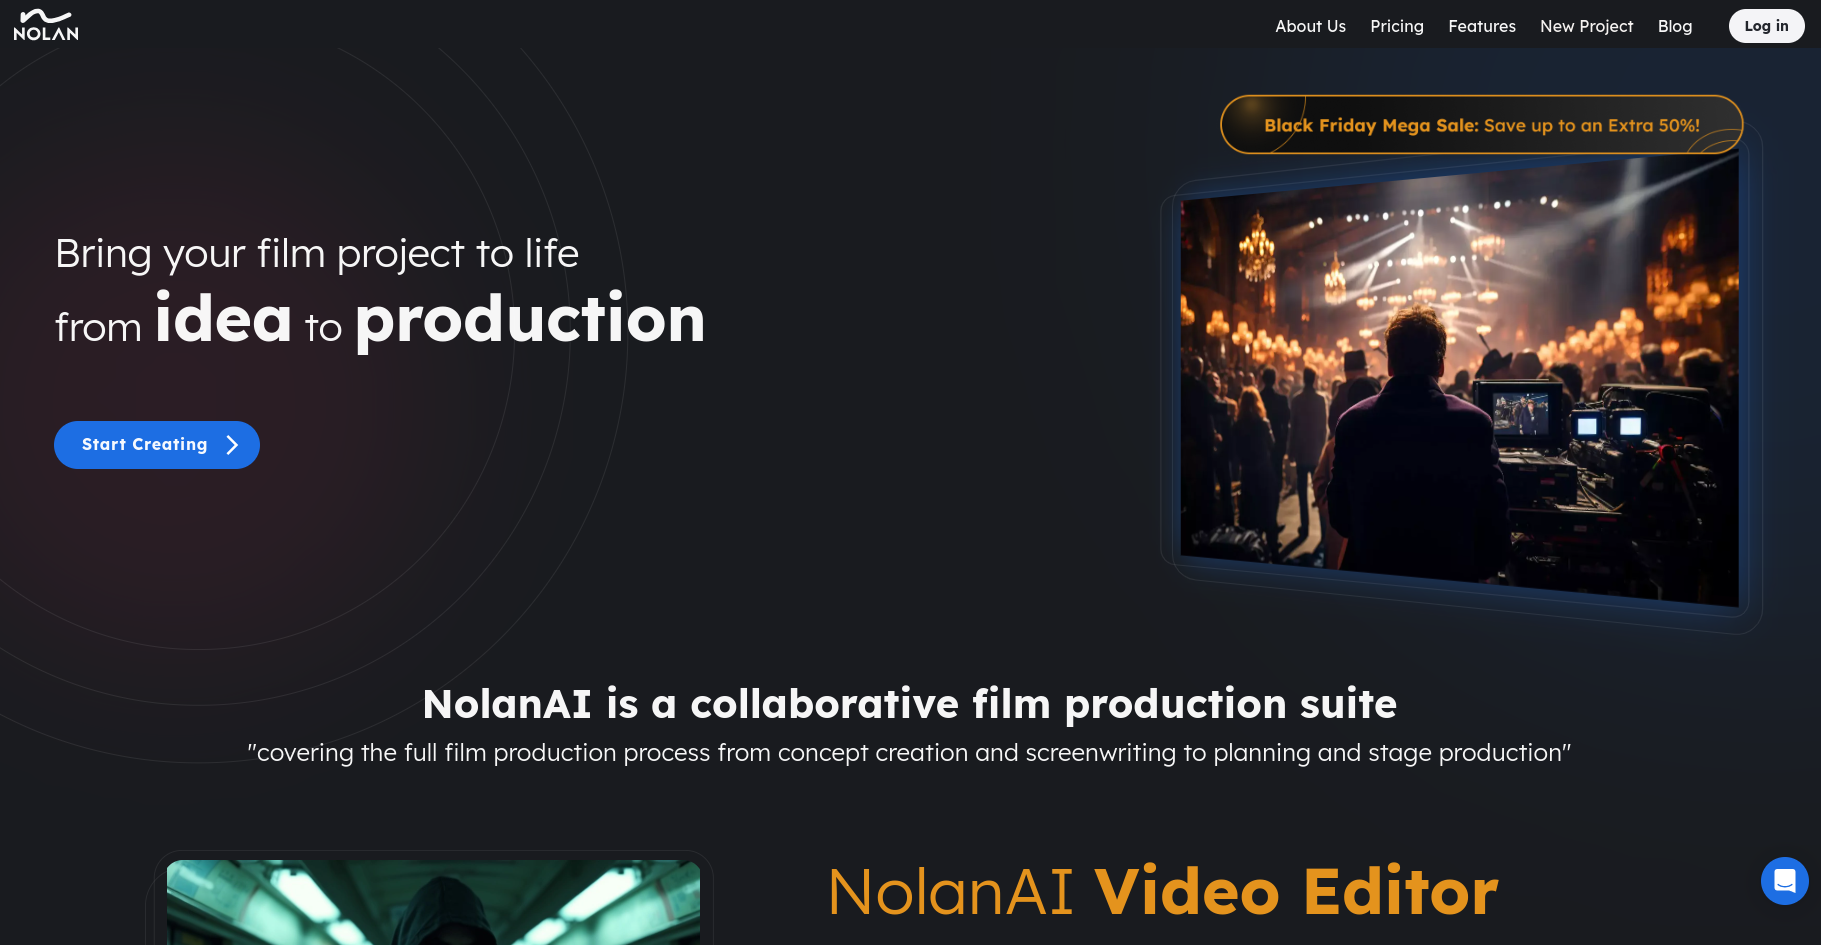 NOLAN
About Us Pricing Features New Project Blog Log in
Black Friday Mega Sale: Save up to an Extra 50%!
Bring your film project to life
from idea to production
Start Creating
NolanAI is a collaborative film production suite
"covering the full film production process from concept creation and screenwriting to planning and stage production"
NolanAI Video Editor